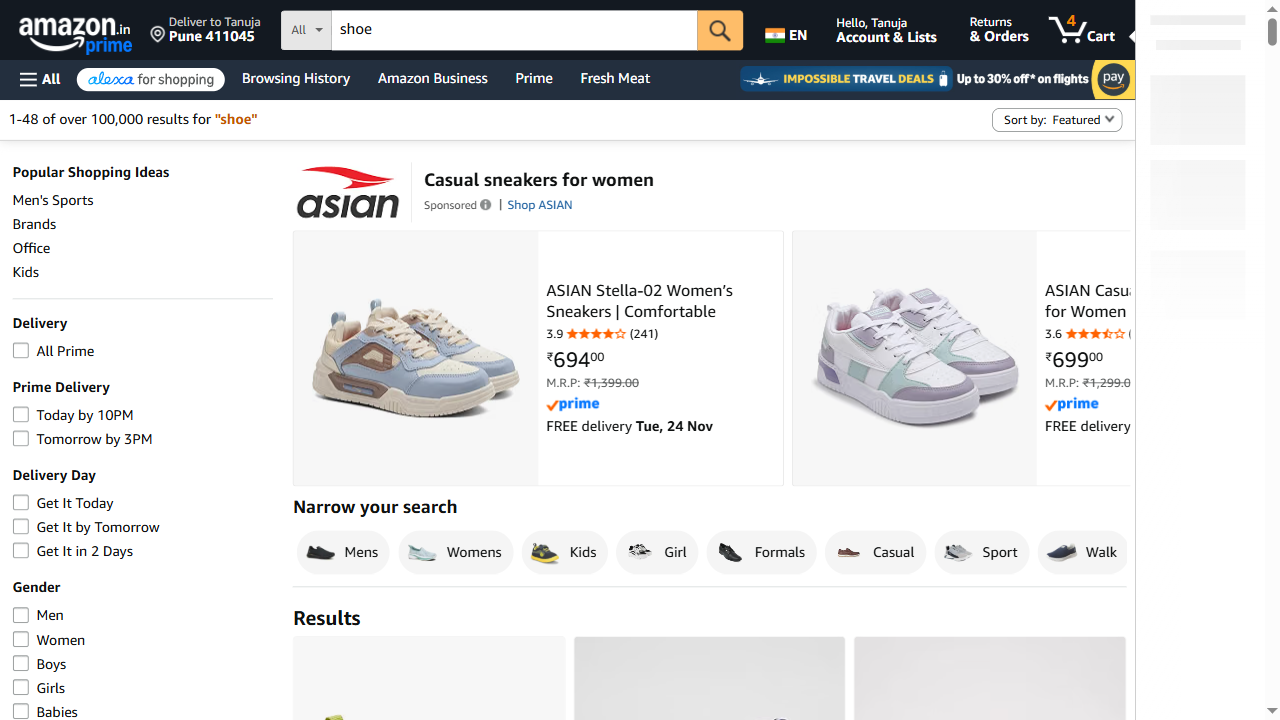 amazon.in
prime
Deliver to Tanuja
Pune 411045
All
shoe
EN
Hello, Tanuja
Account & Lists
Returns
& Orders
4
Cart
All
alexa for shopping
Browsing History
Amazon Business
Prime
Fresh Meat
IMPOSSIBLE TRAVEL DEALS
Up to 30% off* on flights
pay
1-48 of over 100,000 results for "shoe"
Sort by: Featured
Popular Shopping Ideas
Men's Sports
Brands
Office
Kids
Delivery
All Prime
Prime Delivery
Today by 10PM
Tomorrow by 3PM
Delivery Day
Get It Today
Get It by Tomorrow
Get It in 2 Days
Gender
Men
Women
Boys
Girls
Babies
asian
Casual sneakers for women
Sponsored | Shop ASIAN
ASIAN Stella-02 Women’s
Sneakers | Comfortable
3.9 (241)
₹69400
M.R.P: ₹1,399.00
prime
FREE delivery Tue, 24 Nov
ASIAN Casu
for Women
3.6 (
₹69900
M.R.P: ₹1,299.0
prime
FREE delivery
Narrow your search
Mens
Womens
Kids
Girl
Formals
Casual
Sport
Walk
Results